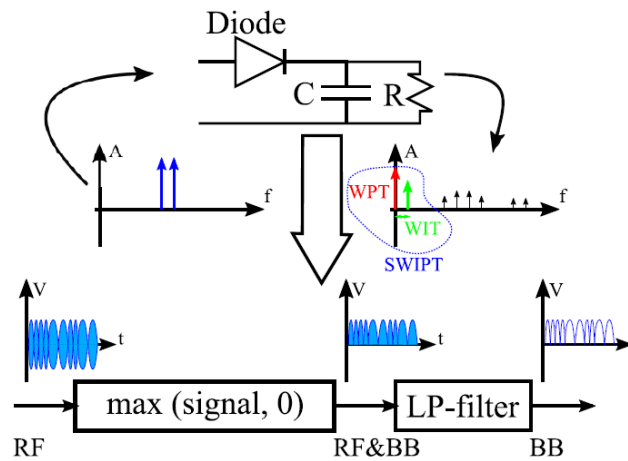 Diode
C
R
A
f
A
f
WPT
WIT
SWIPT
V
t
V
t
V
max (signal, 0)
LP-filter
RF
RF&BB
BB